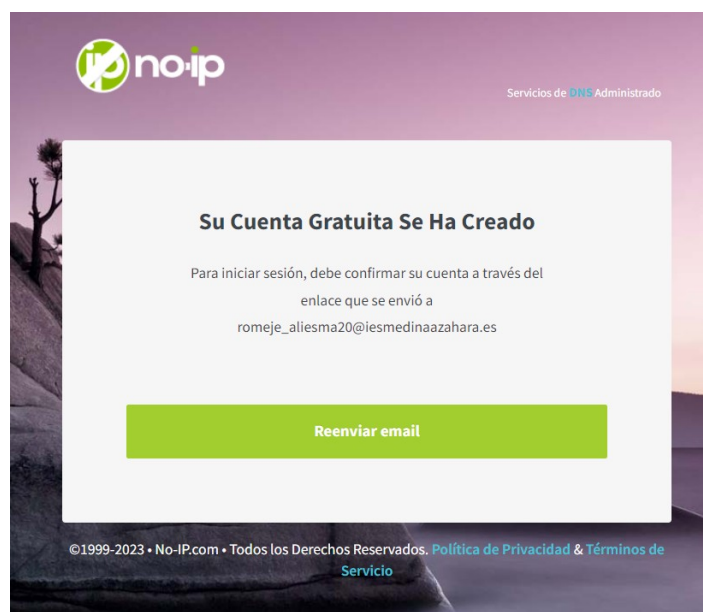 no·ip
Servicios de DNS Administrado
Su Cuenta Gratuita Se Ha Creado
Para iniciar sesión, debe confirmar su cuenta a través del
enlace que se envió a
romeje_aliesma20@iesmedinaazahara.es
Reenviar email
©1999-2023 • No-IP.com • Todos los Derechos Reservados. Política de Privacidad & Términos de
Servicio